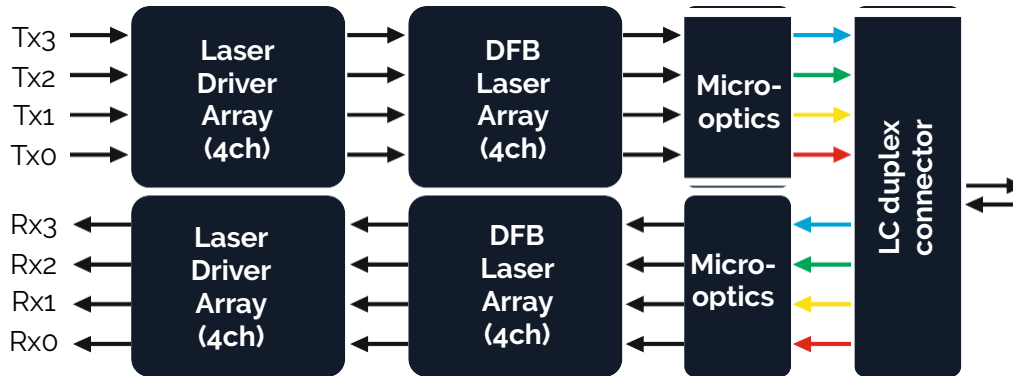 Tx3
Tx2
Tx1
Tx0
Laser
Driver
Array
(4ch)
DFB
Laser
Array
(4ch)
Micro-
optics
LC duplex
connector
Rx3
Rx2
Rx1
Rx0
Laser
Driver
Array
(4ch)
DFB
Laser
Array
(4ch)
Micro-
optics